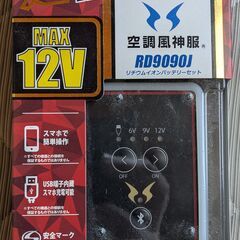 MAX
12V
空調風神服®
RD9090J
リチウムイオンバッテリーセット
スマホで
簡単操作
USB端子内蔵
スマホ充電可能
安全マーク
6V 9V 12V
OFF ON